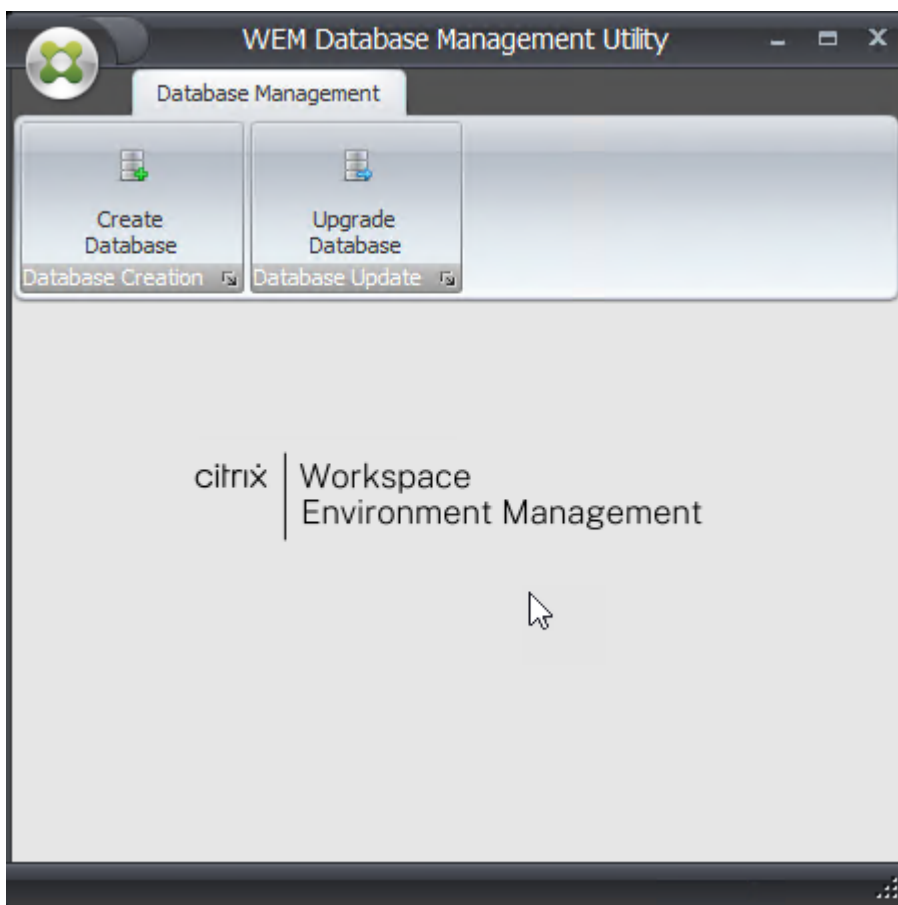 WEM Database Management Utility
Database Management
Create
Database
Upgrade
Database
Database Creation
Database Update
citrix
Workspace
Environment Management